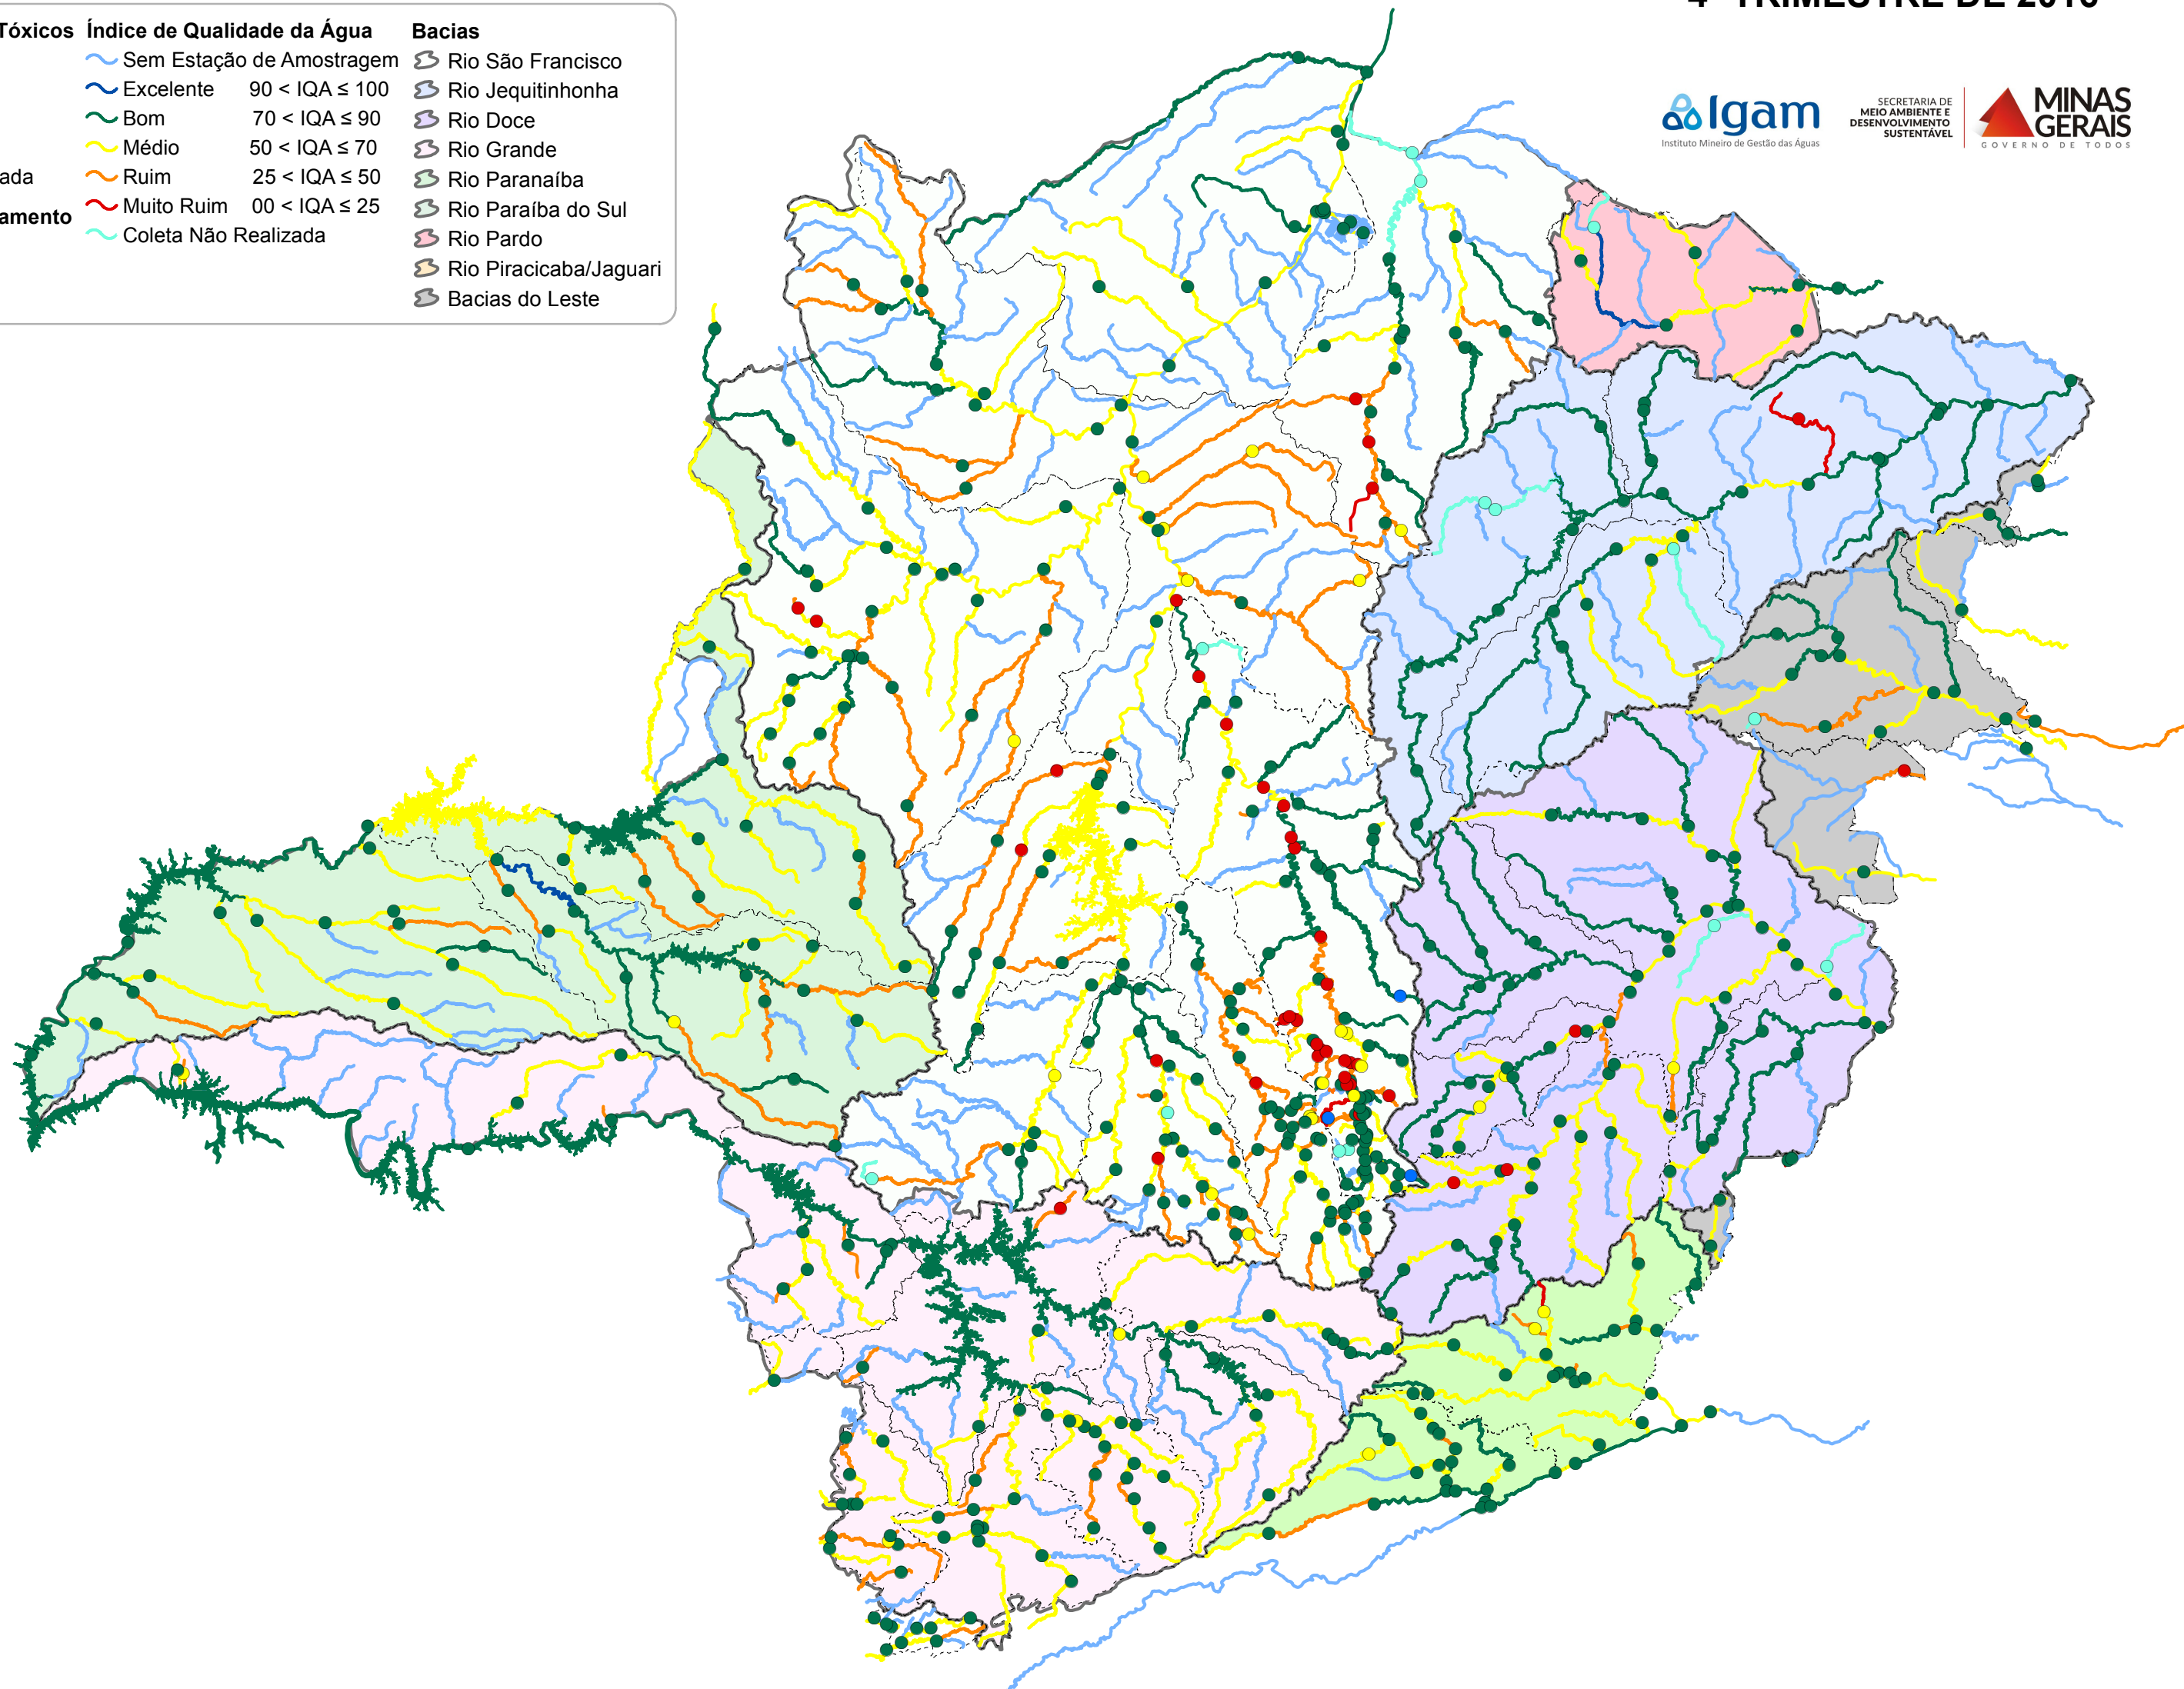 TRIMESTRE DE 2016
Tóxicos
ada
amento
Índice de Qualidade da Água
Sem Estação de Amostragem
Excelente 90 < IQA ≤ 100
Bom 70 < IQA ≤ 90
Médio 50 < IQA ≤ 70
Ruim 25 < IQA ≤ 50
Muito Ruim 00 < IQA ≤ 25
Coleta Não Realizada
Bacias
Rio São Francisco
Rio Jequitinhonha
Rio Doce
Rio Grande
Rio Paranaíba
Rio Paraíba do Sul
Rio Pardo
Rio Piracicaba/Jaguari
Bacias do Leste
Igam
Instituto Mineiro de Gestão das Águas
SECRETARIA DE
MEIO AMBIENTE E
DESENVOLVIMENTO
SUSTENTÁVEL
MINAS
GERAIS
GOVERNO DE TODOS